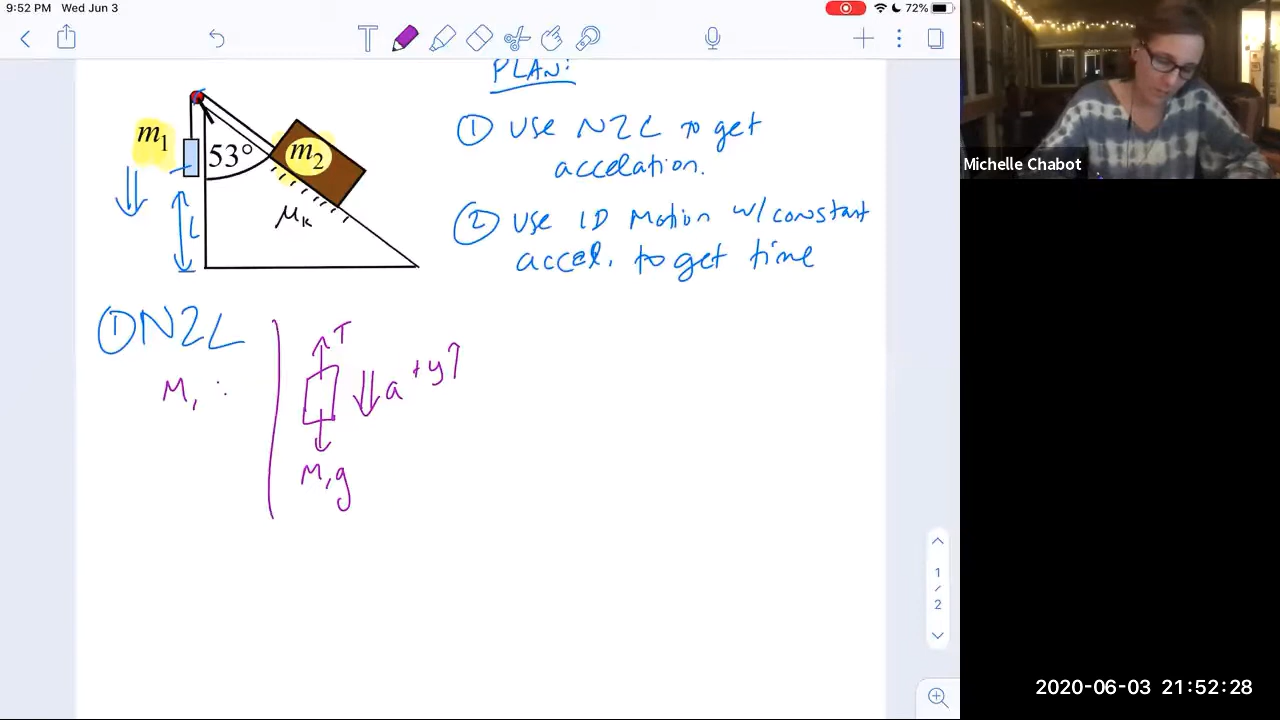 9:52 PM Wed Jun 3
72%
T
PLAN:
① USE N2L to get
accelation.
② USE 1D Motion w/constant
accel. to get time
m₁
53°
m₂
μₖ
L
① N2L
M₁ :
T
a +y↑
M₁g
1
/
2
Michelle Chabot
2020-06-03 21:52:28